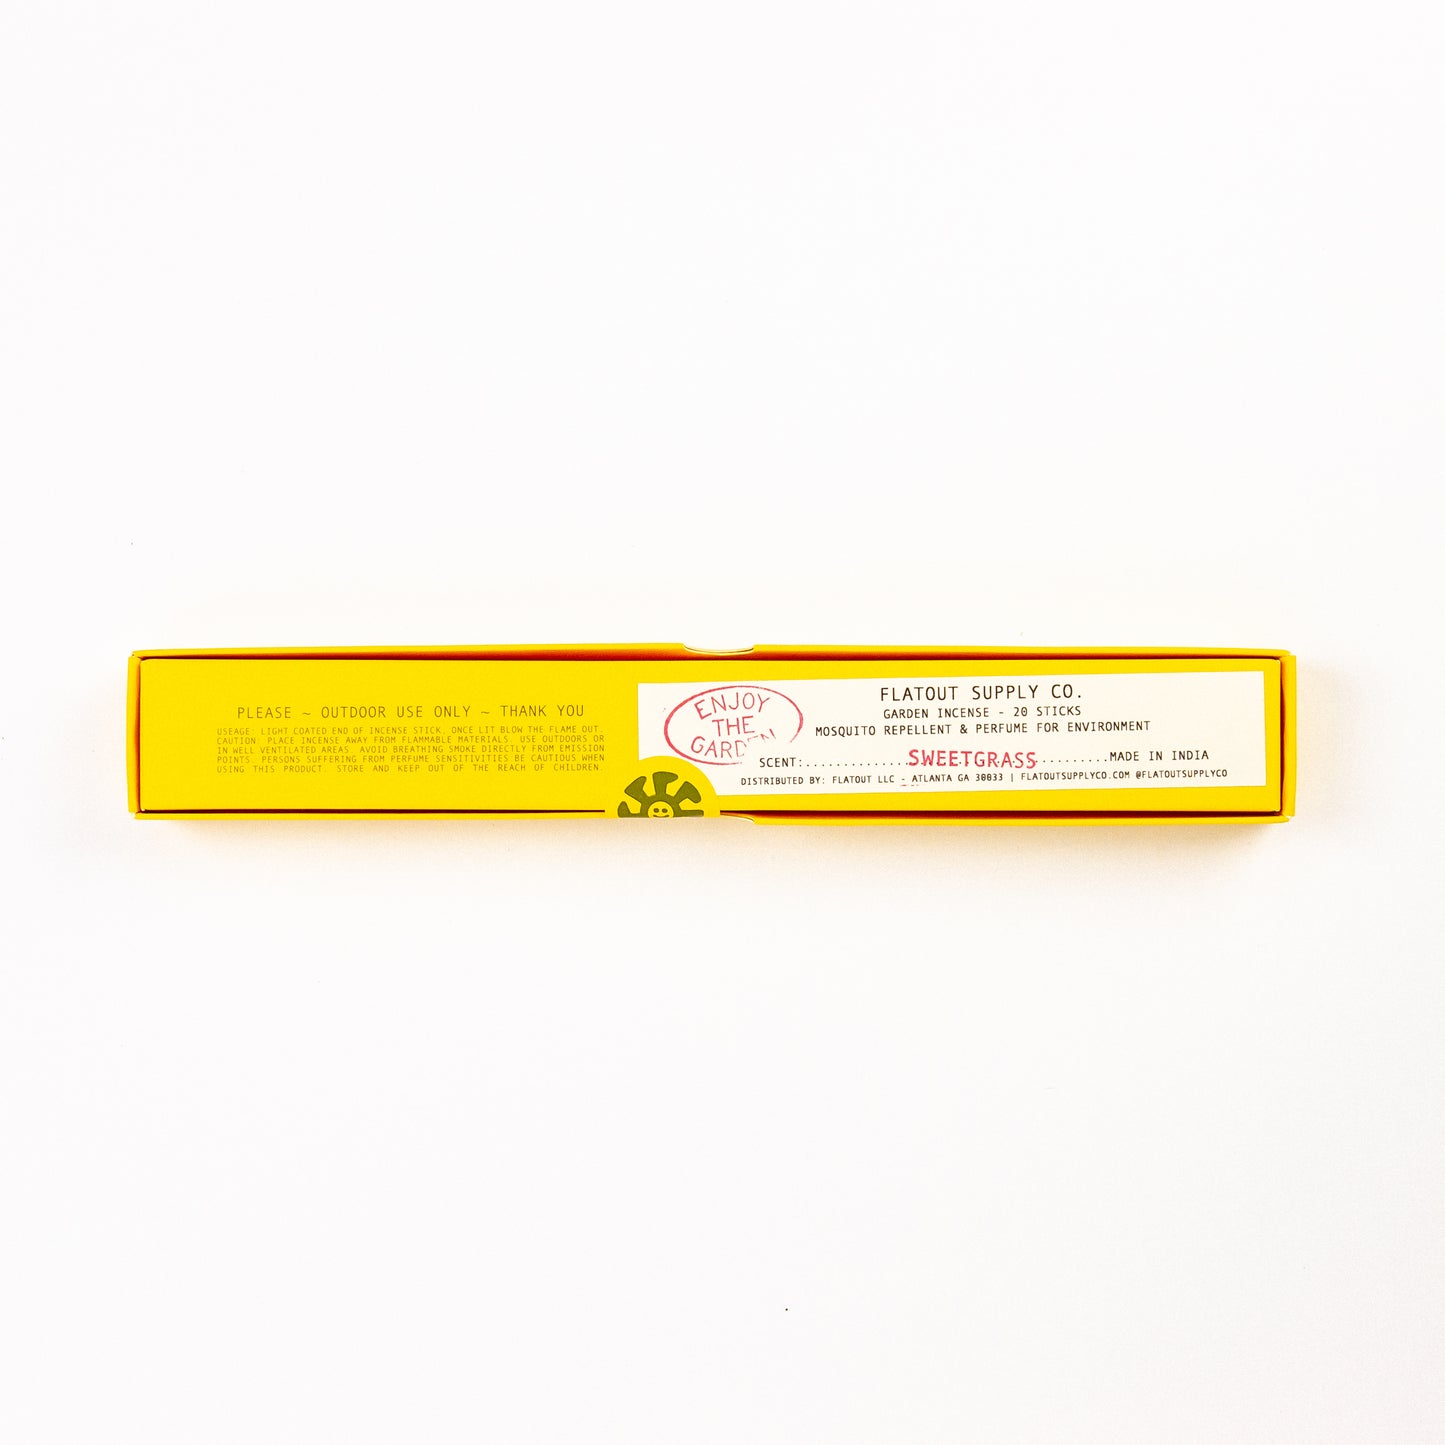 PLEASE ~ OUTDOOR USE ONLY ~ THANK YOU
USEAGE: LIGHT COATED END OF INCENSE STICK, ONCE LIT BLOW THE FLAME OUT.
CAUTION: PLACE INCENSE AWAY FROM FLAMMABLE MATERIALS. USE OUTDOORS OR
IN WELL VENTILATED AREAS. AVOID BREATHING SMOKE DIRECTLY FROM EMISSION
POINTS. PERSONS SUFFERING FROM PERFUME SENSITIVITIES BE CAUTIOUS WHEN
USING THIS PRODUCT. STORE AND KEEP OUT OF THE REACH OF CHILDREN.
ENJOY
THE
GARDEN
FLATOUT SUPPLY CO.
GARDEN INCENSE - 20 STICKS
MOSQUITO REPELLENT & PERFUME FOR ENVIRONMENT
SCENT:..............SWEETGRASS..........MADE IN INDIA
DISTRIBUTED BY: FLATOUT LLC - ATLANTA GA 30033 | FLATOUTSUPPLYCO.COM @FLATOUTSUPPLYCO